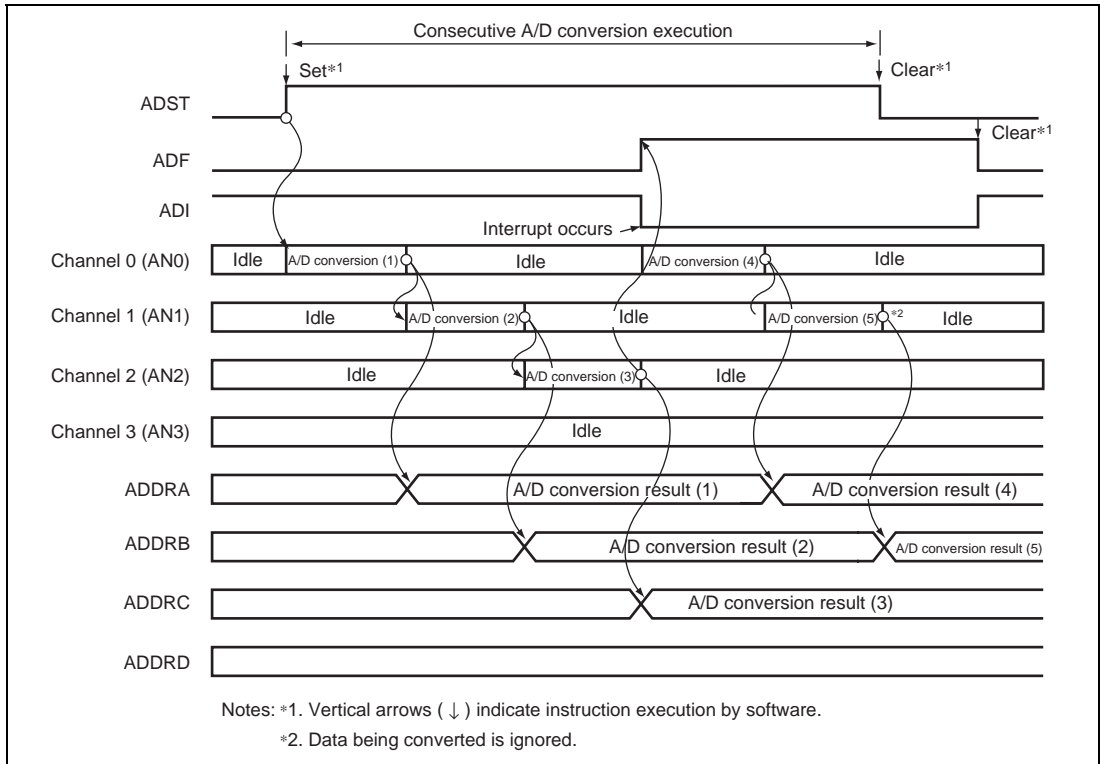 Consecutive A/D conversion execution
Set*1
Clear*1
ADST
Clear*1
ADF
ADI
Interrupt occurs
Channel 0 (AN0) Idle A/D conversion (1) Idle A/D conversion (4) Idle
Channel 1 (AN1) Idle A/D conversion (2) Idle A/D conversion (5) *2 Idle
Channel 2 (AN2) Idle A/D conversion (3) Idle
Channel 3 (AN3) Idle
ADDRA A/D conversion result (1) A/D conversion result (4)
ADDRB A/D conversion result (2) A/D conversion result (5)
ADDRC A/D conversion result (3)
ADDRD
Notes: *1. Vertical arrows ( ↓ ) indicate instruction execution by software.
*2. Data being converted is ignored.